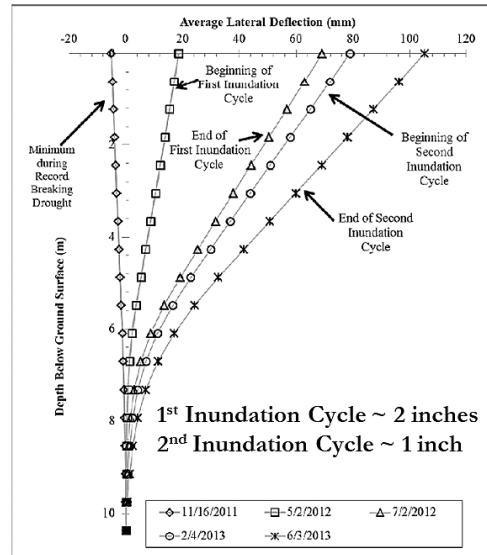 Average Lateral Deflection (mm)
-20 0 20 40 60 80 100 120
Beginning of
First Inundation
Cycle
End of
First Inundation
Cycle
Beginning of
Second
Inundation
Cycle
Minimum
during
Record
Breaking
Drought
End of Second
Inundation
Cycle
Depth Below Ground Surface (m)
2
4
6
8
10
1st Inundation Cycle ~ 2 inches
2nd Inundation Cycle ~ 1 inch
11/16/2011 5/2/2012 7/2/2012
2/4/2013 6/3/2013